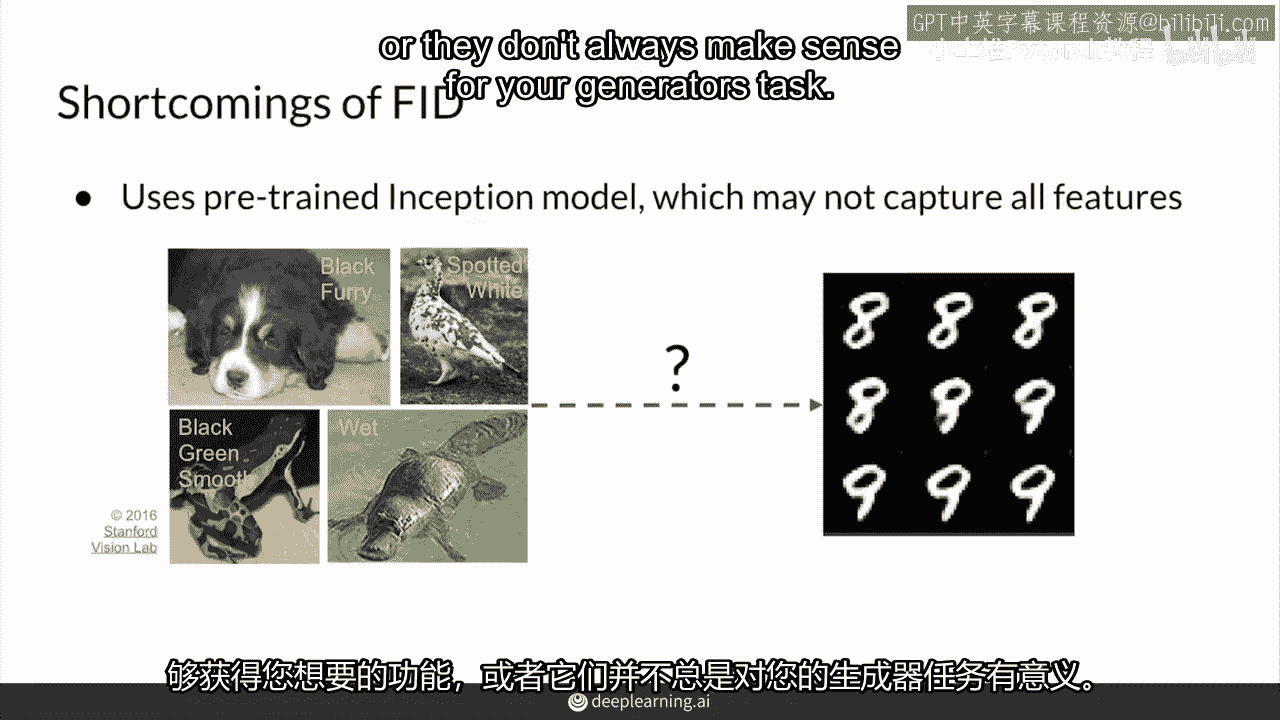 GPT中英字幕课程资源@bilibili.com
or they don't always make sense
for your generators task.
Shortcomings of FID
● Uses pre-trained Inception model, which may not capture all features
Black
Furry
Spotted
White
?
Black
Green
Smooth
Wet
8 8 8
8 9 9
9 9 9
© 2016
Stanford
Vision Lab
够获得您想要的功能，或者它们并不总是对您的生成器任务有意义。
deeplearning.ai